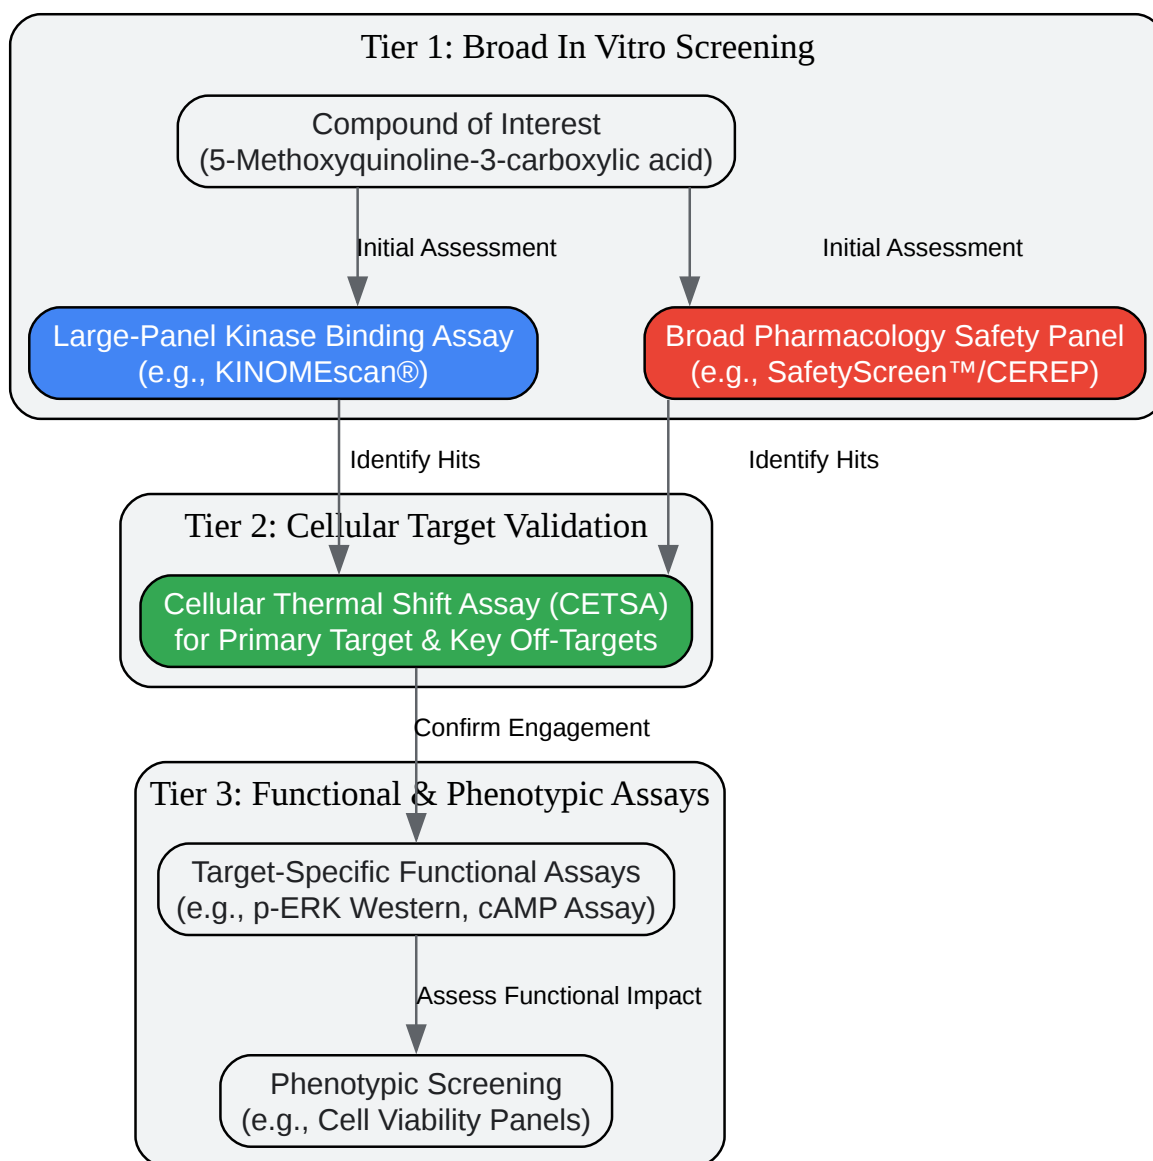 Tier 1: Broad In Vitro Screening
Compound of Interest
(5-Methoxyquinoline-3-carboxylic acid)
Initial Assessment
Initial Assessment
Large-Panel Kinase Binding Assay
(e.g., KINOMEscan®)
Broad Pharmacology Safety Panel
(e.g., SafetyScreen™/CEREP)
Identify Hits
Identify Hits
Tier 2: Cellular Target Validation
Cellular Thermal Shift Assay (CETSA)
for Primary Target & Key Off-Targets
Confirm Engagement
Tier 3: Functional & Phenotypic Assays
Target-Specific Functional Assays
(e.g., p-ERK Western, cAMP Assay)
Assess Functional Impact
Phenotypic Screening
(e.g., Cell Viability Panels)